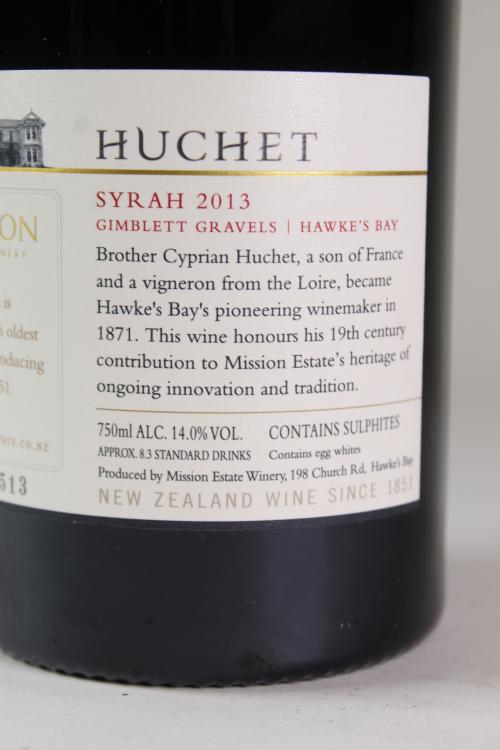 HUCHET
SYRAH 2013
GIMBLETT GRAVELS | HAWKE'S BAY
Brother Cyprian Huchet, a son of France
and a vigneron from the Loire, became
Hawke's Bay's pioneering winemaker in
1871. This wine honours his 19th century
contribution to Mission Estate's heritage of
ongoing innovation and tradition.
750ml ALC. 14.0% VOL. CONTAINS SULPHITES
APPROX. 8.3 STANDARD DRINKS Contains egg whites
Produced by Mission Estate Winery, 198 Church Rd, Hawke's Bay
NEW ZEALAND WINE SINCE 1851
ON
NERY
is
s oldest
oducing
51.
TATE.CO.NZ
513